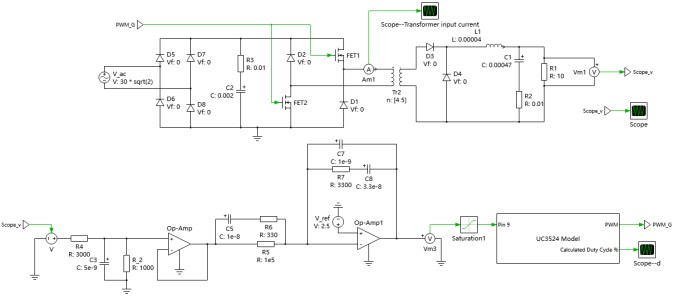 PWM_G
Scope--Transformer input current
D5
Vf: 0
D7
Vf: 0
R3
R: 0.01
D2
Vf: 0
FET1
A
Am1
D3
Vf: 0
L1
L: 0.00004
C1
C: 0.00047
V_ac
V: 30 * sqrt(2)
D4
Vf: 0
R1
R: 10
V
Vm1
Scope_v
D6
Vf: 0
D8
Vf: 0
C2
C: 0.002
FET2
D1
Vf: 0
Tr2
n: [4 5]
R2
R: 0.01
Scope_v
Scope
C7
C: 1e-9
R7
R: 3300
C8
C: 3.3e-8
Scope_v
V
R4
R: 3000
C3
C: 5e-9
R_2
R: 1000
Op-Amp
C5
C: 1e-8
R6
R: 330
R5
R: 1e5
V_ref
V: 2.5
Op-Amp1
V
Vm3
Saturation1
Pin 9
UC3524 Model
PWM
Calculated Duty Cycle %
PWM_G
Scope--d